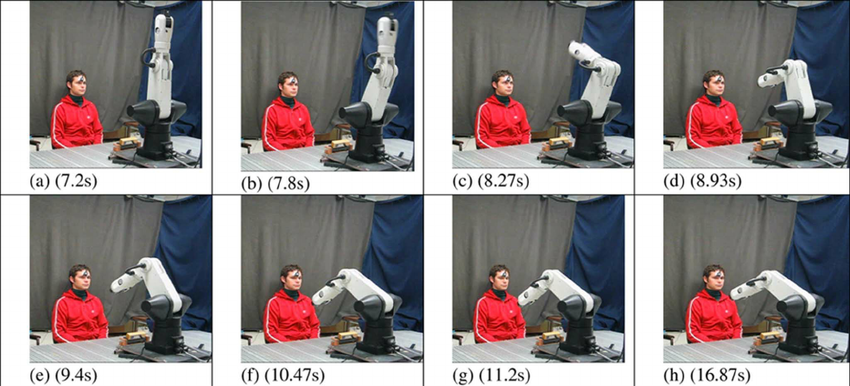 (a) (7.2s)
(b) (7.8s)
(c) (8.27s)
(d) (8.93s)
(e) (9.4s)
(f) (10.47s)
(g) (11.2s)
(h) (16.87s)